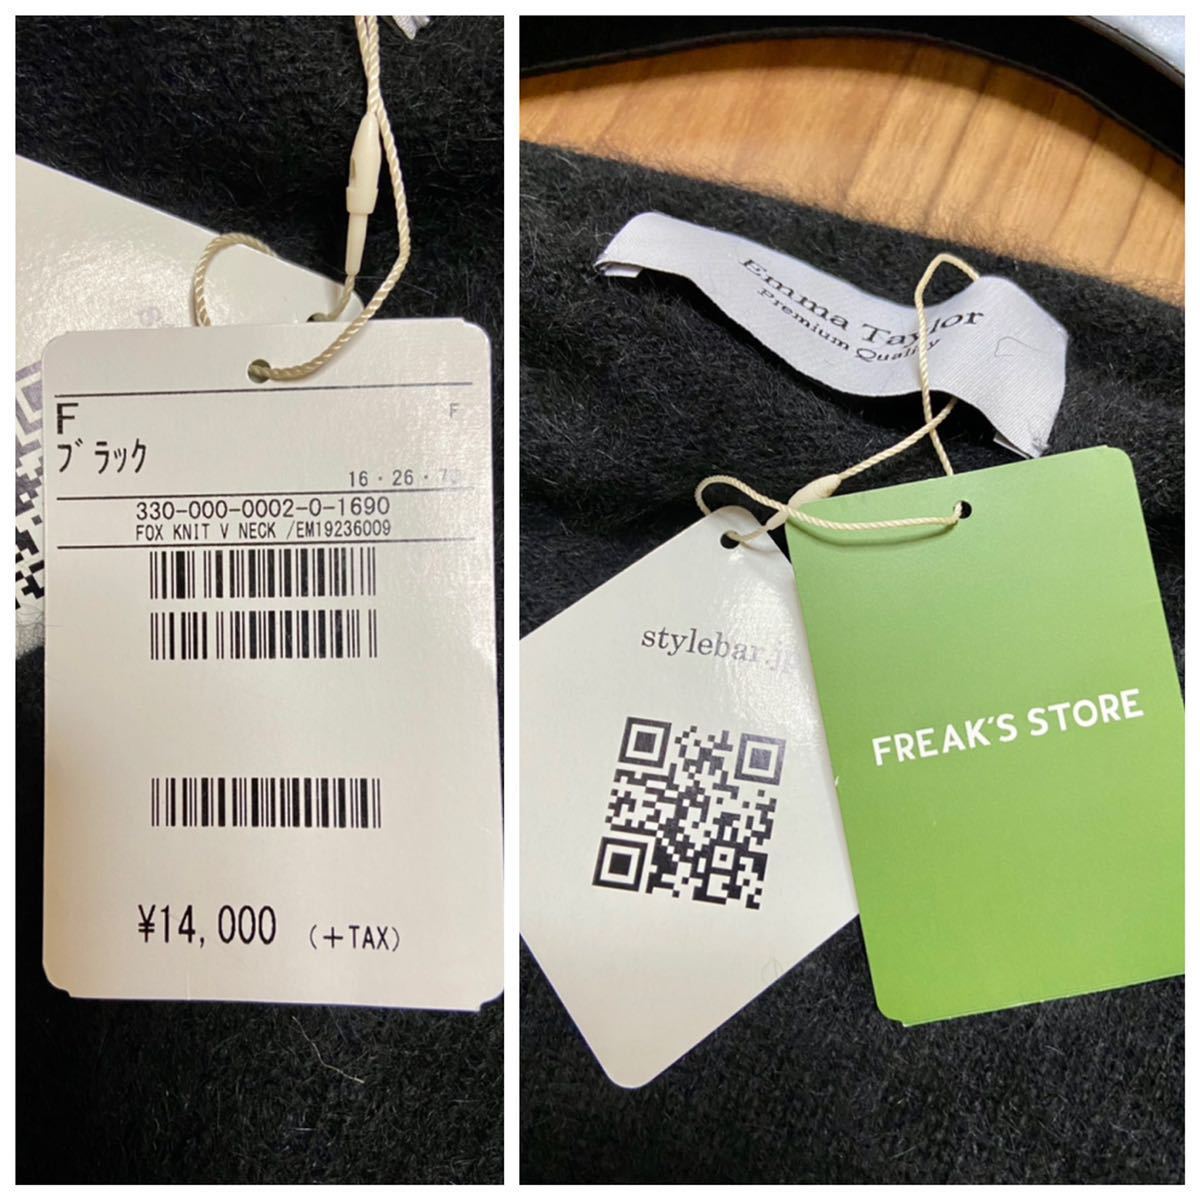 F F
ブラック
16・26・
330-000-0002-0-1690
FOX KNIT V NECK /EM19236009
¥14,000 (+TAX)
Emma Taylor
Premium Quality
stylebar.jp
FREAK'S STORE